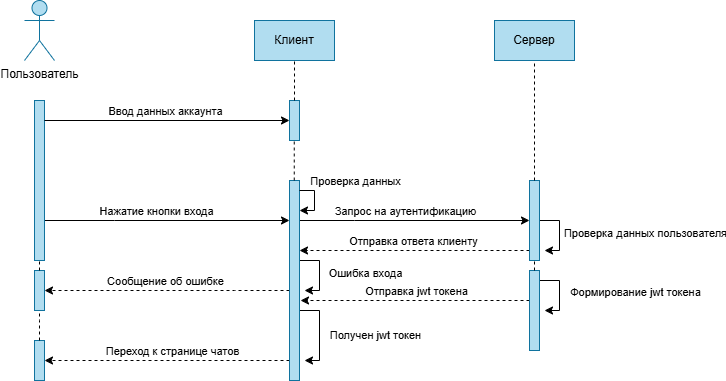 Пользователь
Клиент
Сервер
Ввод данных аккаунта
Проверка данных
Нажатие кнопки входа
Запрос на аутентификацию
Проверка данных пользователя
Отправка ответа клиенту
Ошибка входа
Сообщение об ошибке
Отправка jwt токена
Формирование jwt токена
Получен jwt токен
Переход к странице чатов